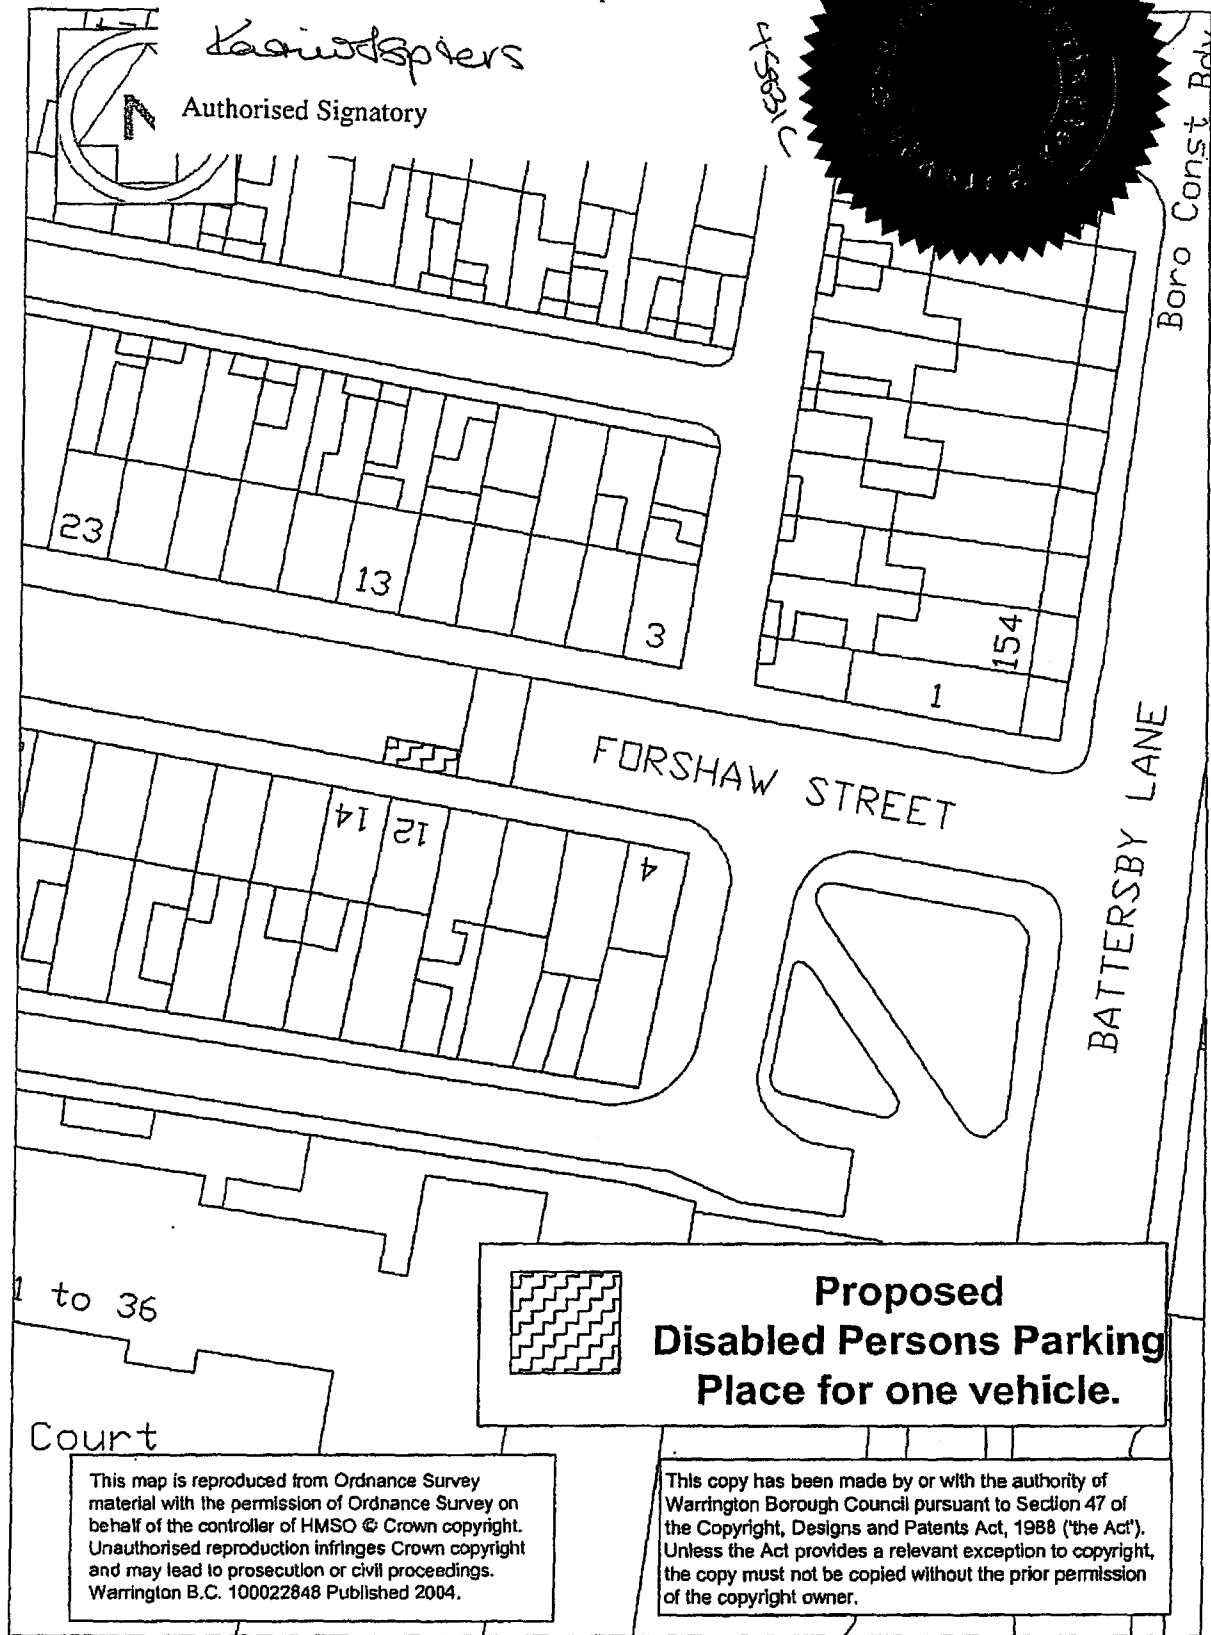 Authorised Signatory
45831C
N
Boro Const Bdy
23
13
3
154
1
FORSHAW STREET
14
12
4
BATTERSBY LANE
1 to 36
Court
Proposed
Disabled Persons Parking
Place for one vehicle.
This map is reproduced from Ordnance Survey
material with the permission of Ordnance Survey on
behalf of the controller of HMSO © Crown copyright.
Unauthorised reproduction infringes Crown copyright
and may lead to prosecution or civil proceedings.
Warrington B.C. 100022848 Published 2004.
This copy has been made by or with the authority of
Warrington Borough Council pursuant to Section 47 of
the Copyright, Designs and Patents Act, 1988 ('the Act').
Unless the Act provides a relevant exception to copyright,
the copy must not be copied without the prior permission
of the copyright owner.